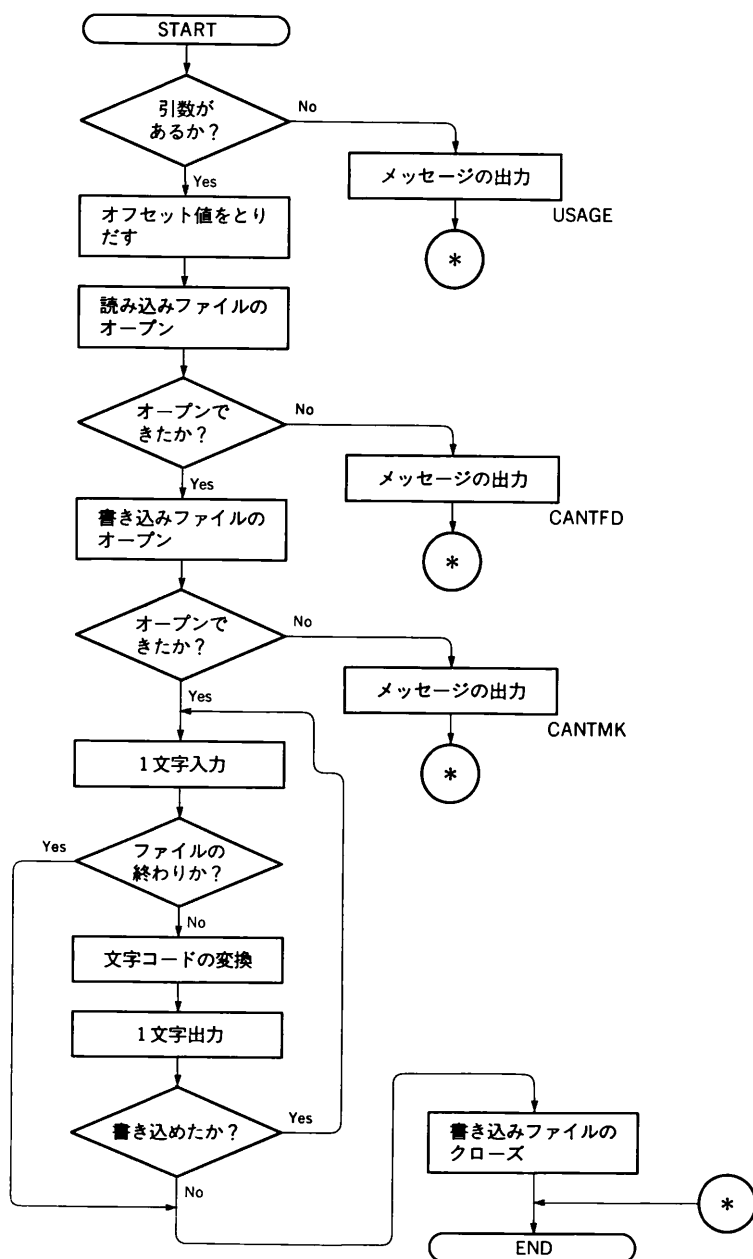 START
引数が
あるか？
No
Yes
メッセージの出力
USAGE
*
オフセット値をとり
だす
読み込みファイルの
オープン
オープンで
きたか？
No
Yes
メッセージの出力
CANTFD
*
書き込みファイルの
オープン
オープンで
きたか？
No
Yes
メッセージの出力
CANTMK
*
1文字入力
ファイルの
終わりか？
Yes
No
文字コードの変換
1文字出力
書き込めたか？
Yes
No
書き込みファイルの
クローズ
*
END